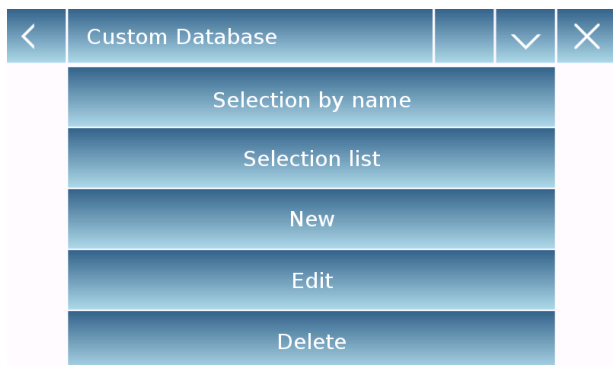 Custom Database
Selection by name
Selection list
New
Edit
Delete